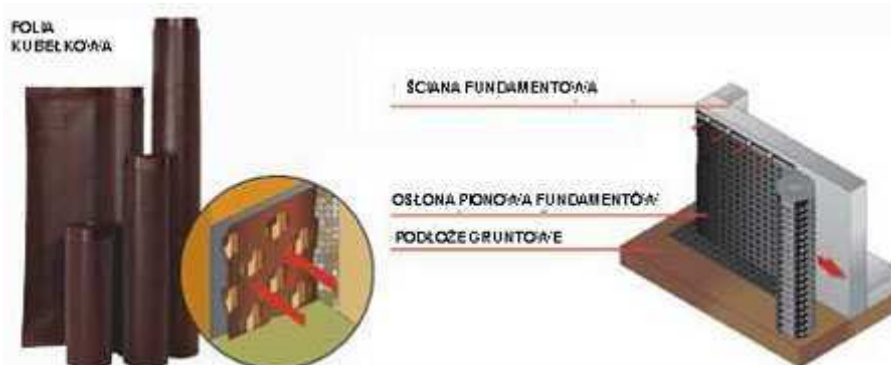 FOLIA
KUBEŁKOWA
ŚCIANA FUNDAMENTOWA
OSŁONA PIONOWA FUNDAMENTÓW
PODŁOŻE GRUNTOWE